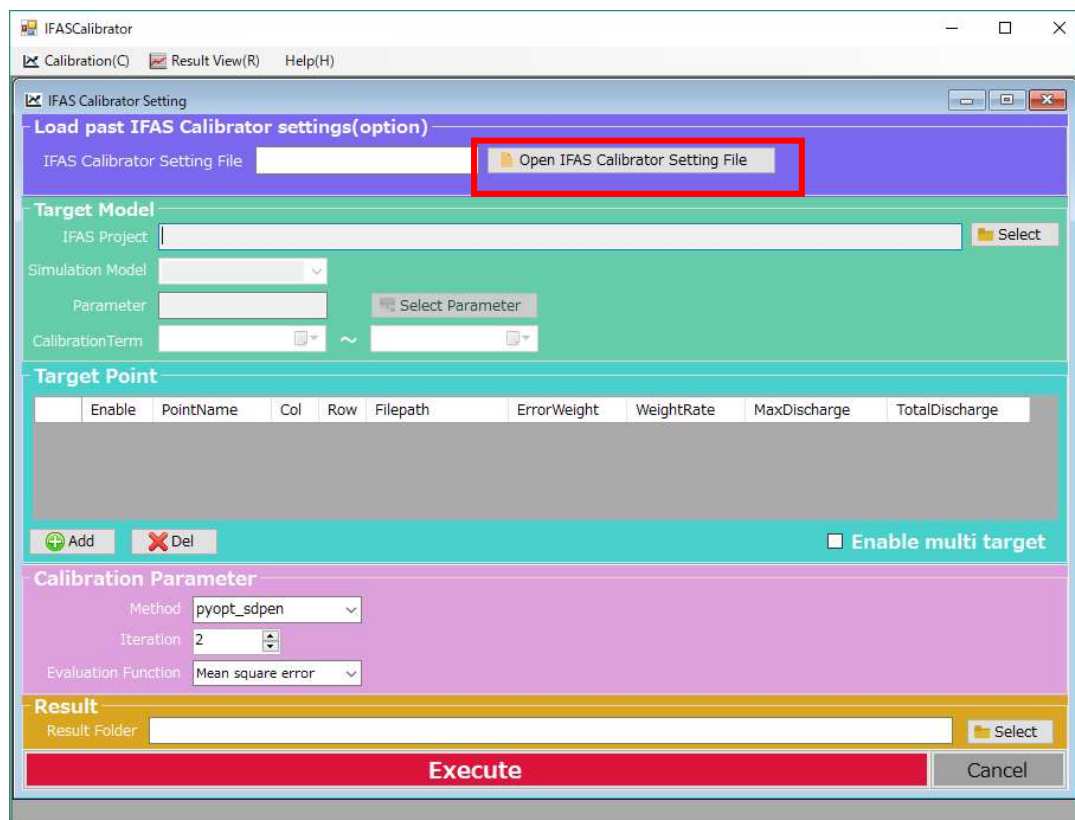 IFASCalibrator
Calibration(C) Result View(R) Help(H)
IFAS Calibrator Setting
Load past IFAS Calibrator settings(option)
IFAS Calibrator Setting File Open IFAS Calibrator Setting File
Target Model
IFAS Project Select
Simulation Model
Parameter Select Parameter
CalibrationTerm ~
Target Point
Enable PointName Col Row Filepath ErrorWeight WeightRate MaxDischarge TotalDischarge
Add Del Enable multi target
Calibration Parameter
Method pyopt_sdpen
Iteration 2
Evaluation Function Mean square error
Result
Result Folder Select
Execute Cancel